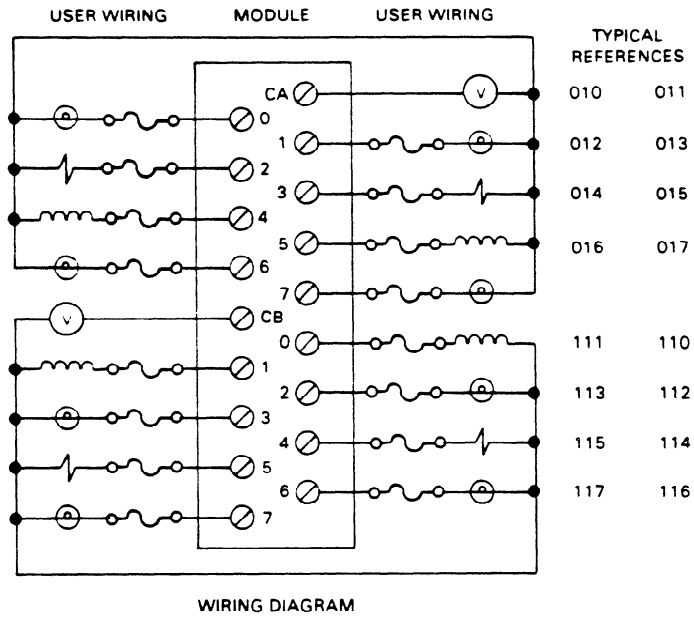 USER WIRING MODULE USER WIRING
TYPICAL
REFERENCES
CA V 010 011
0
1 012 013
2
3 014 015
4
5 016 017
6
7
V CB
0 111 110
1
2 113 112
3
4 115 114
5
6 117 116
7
WIRING DIAGRAM